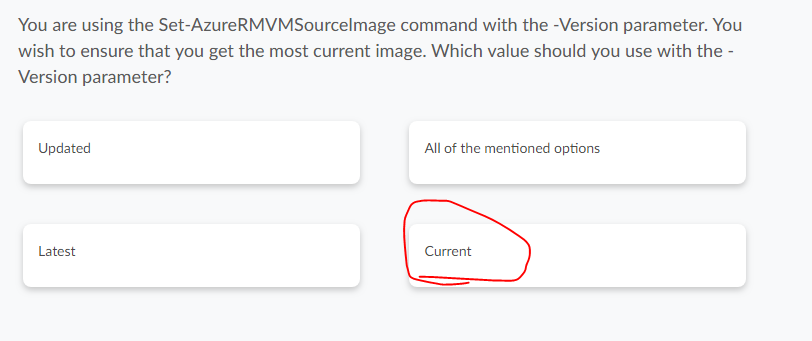 You are using the Set-AzureRMVMSourceImage command with the -Version parameter. You
wish to ensure that you get the most current image. Which value should you use with the -
Version parameter?
Updated
All of the mentioned options
Latest
Current